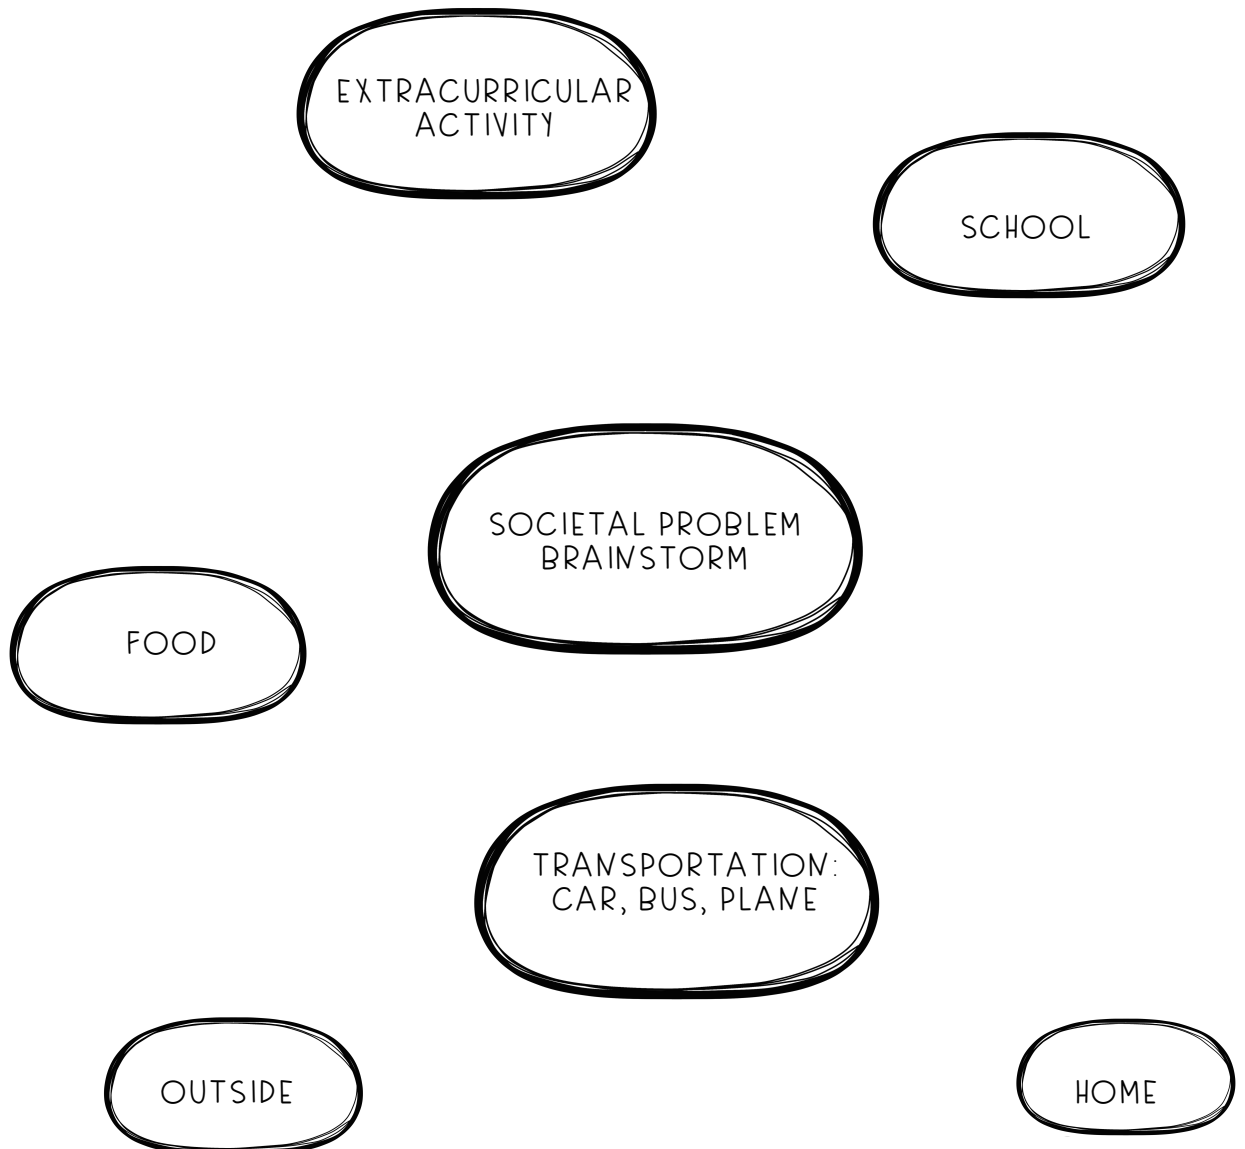 EXTRACURRICULAR
ACTIVITY
SCHOOL
SOCIETAL PROBLEM
BRAINSTORM
FOOD
TRANSPORTATION:
CAR, BUS, PLANE
OUTSIDE
HOME